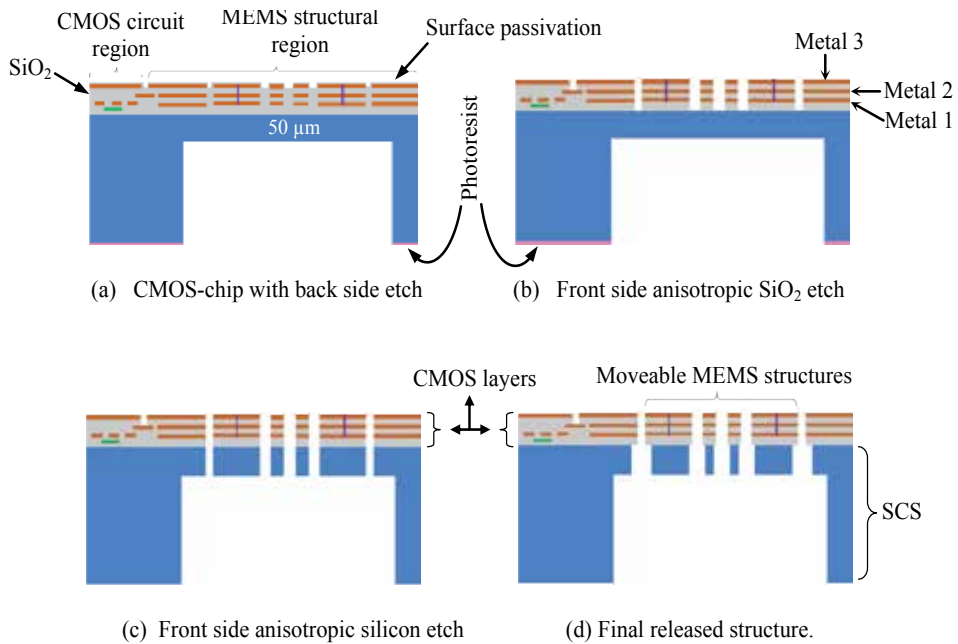 CMOS circuit
region
MEMS structural
region
Surface passivation
SiO₂
50 µm
Photoresist
Metal 3
Metal 2
Metal 1
(a) CMOS-chip with back side etch
(b) Front side anisotropic SiO₂ etch
CMOS layers
Moveable MEMS structures
SCS
(c) Front side anisotropic silicon etch
(d) Final released structure.